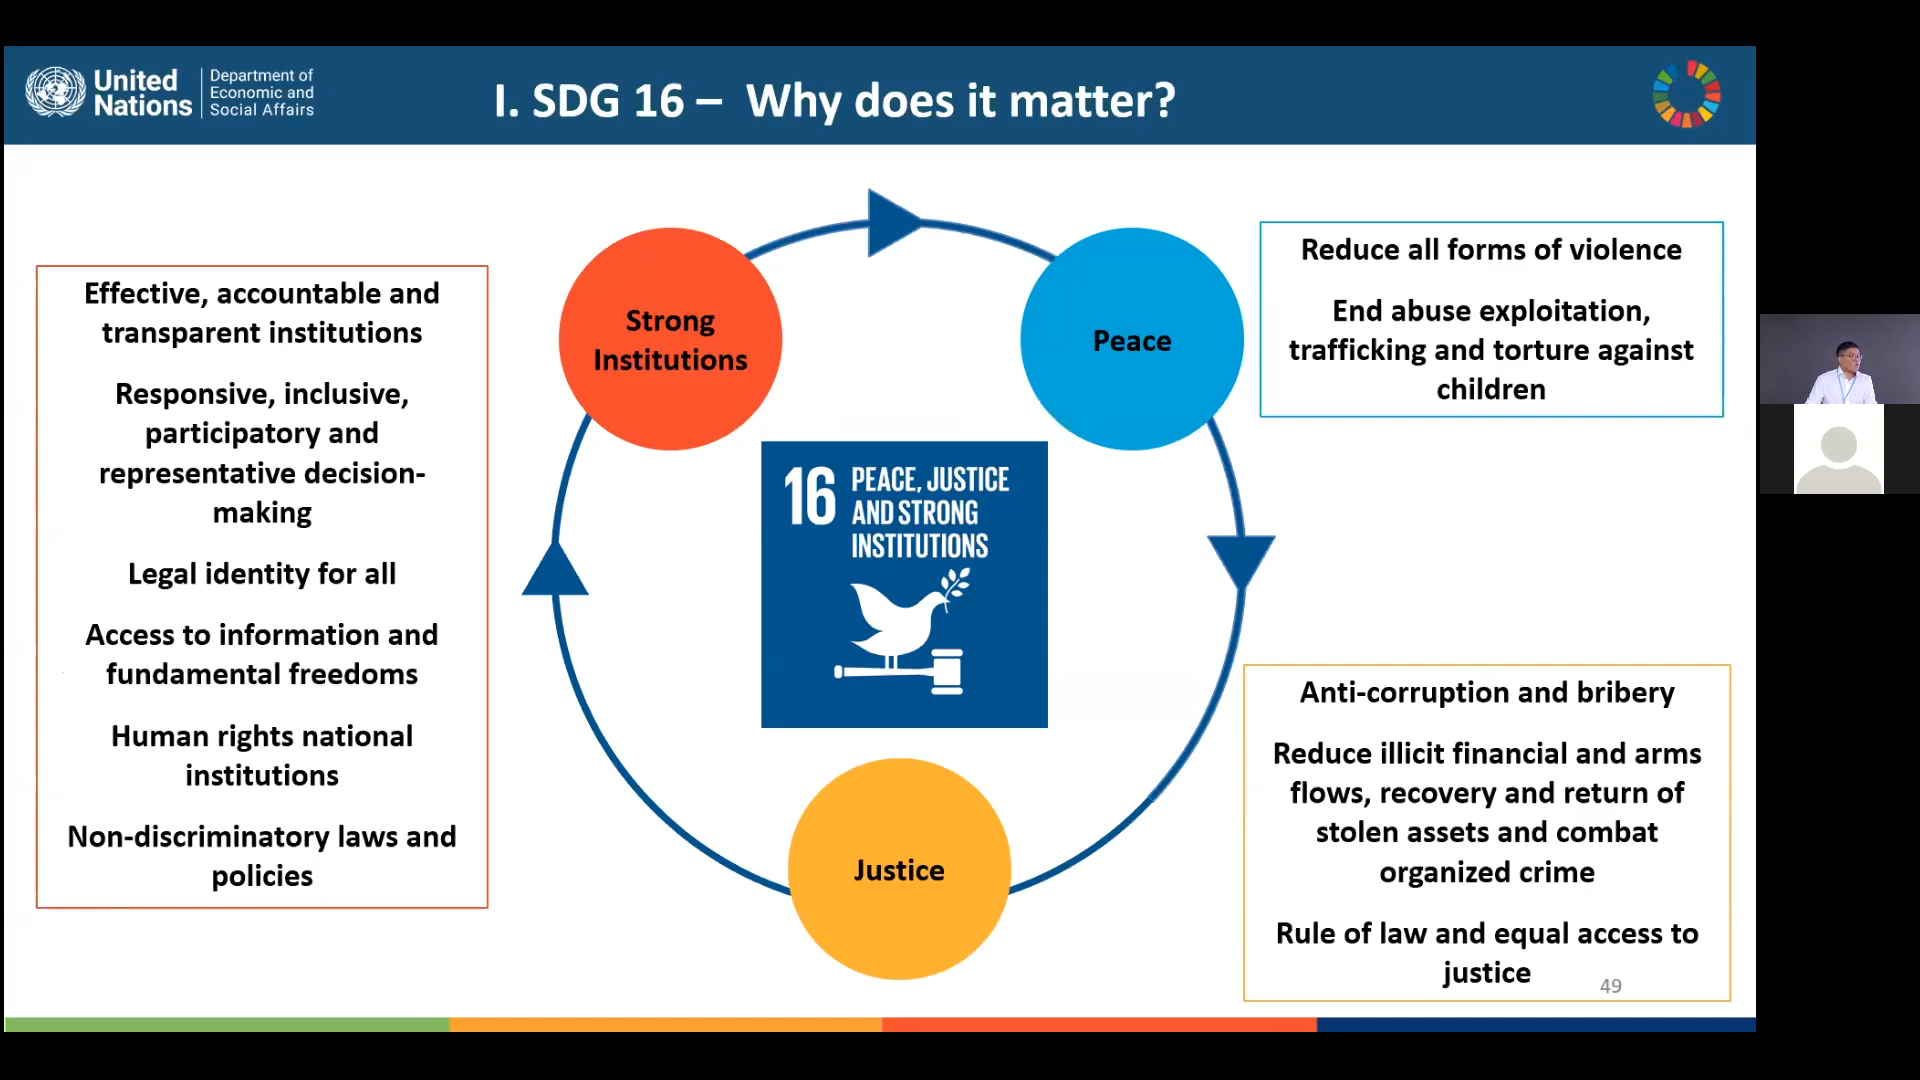 United
Nations
Department of
Economic and
Social Affairs
I. SDG 16 – Why does it matter?
Effective, accountable and
transparent institutions
Responsive, inclusive,
participatory and
representative decision-
making
Legal identity for all
Access to information and
fundamental freedoms
Human rights national
institutions
Non-discriminatory laws and
policies
Strong
Institutions
Peace
16 PEACE, JUSTICE
AND STRONG
INSTITUTIONS
Justice
Reduce all forms of violence
End abuse exploitation,
trafficking and torture against
children
Anti-corruption and bribery
Reduce illicit financial and arms
flows, recovery and return of
stolen assets and combat
organized crime
Rule of law and equal access to
justice
49